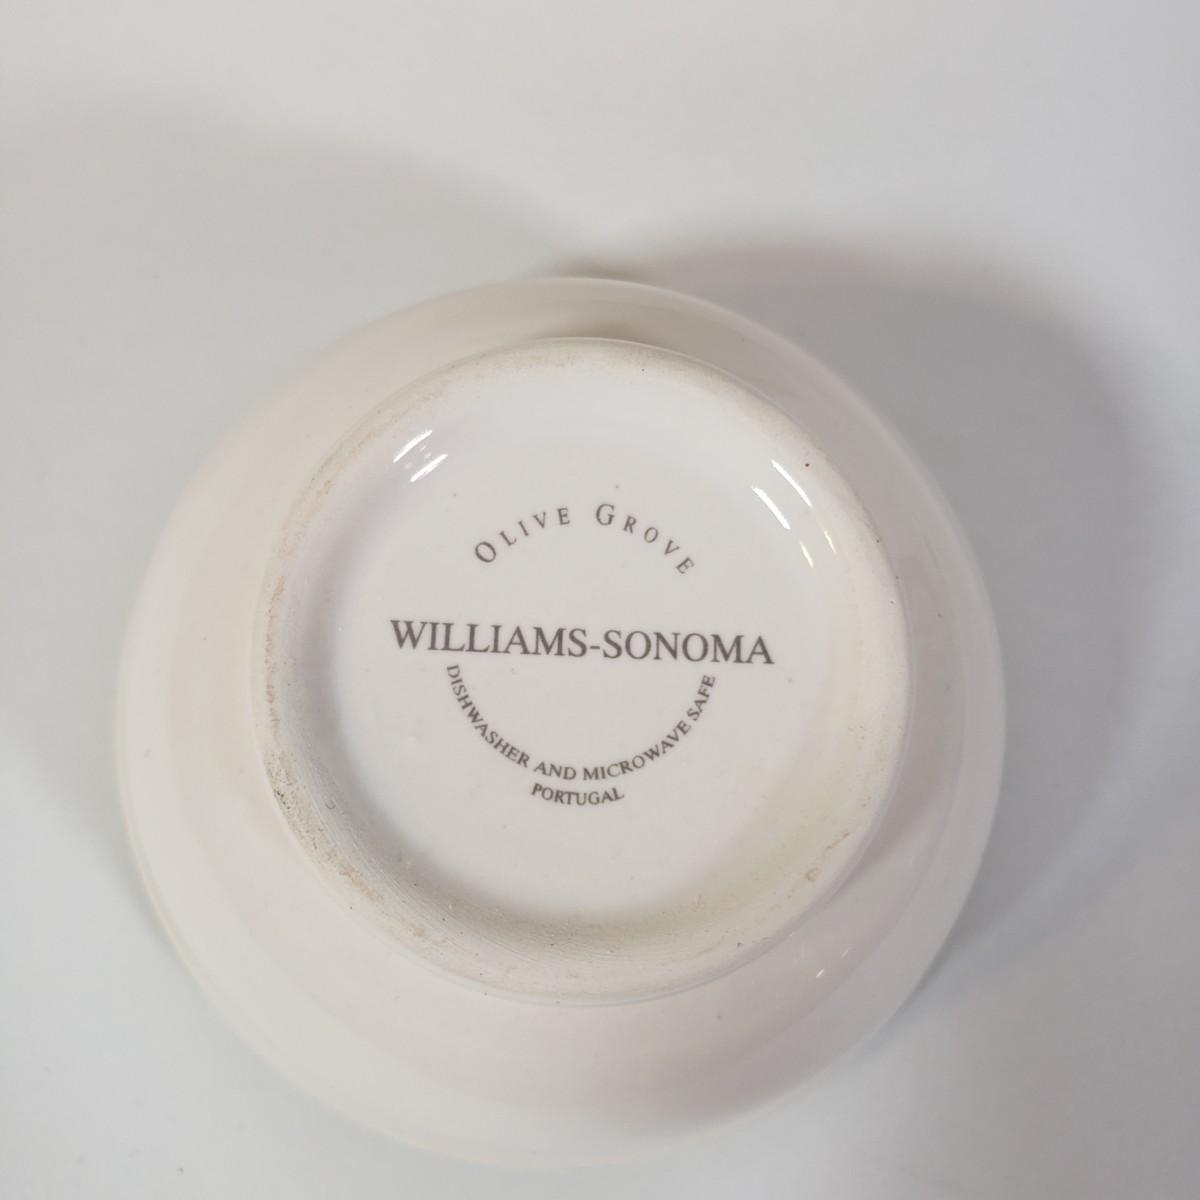 OLIVE GROVE
WILLIAMS-SONOMA
DISHWASHER AND MICROWAVE SAFE
PORTUGAL